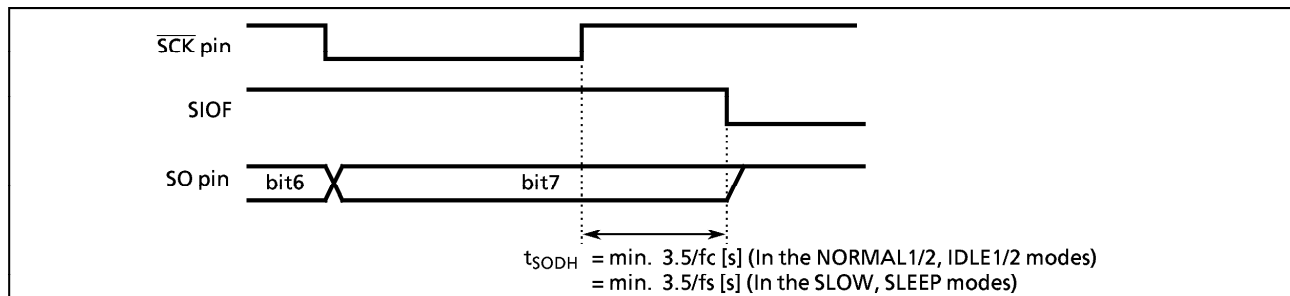 SCK pin
SIOF
SO pin bit6 bit7
tSODH = min. 3.5/fc [s] (In the NORMAL1/2, IDLE1/2 modes)
= min. 3.5/fs [s] (In the SLOW, SLEEP modes)